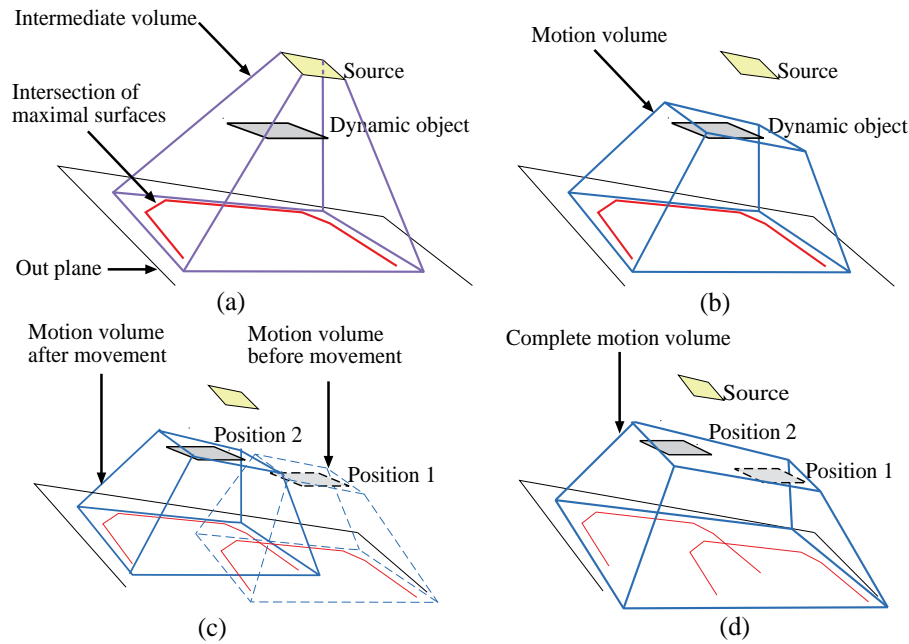 Intermediate volume
Source
Intersection of
maximal surfaces
Dynamic object
Out plane
(a)
Motion volume
Source
Dynamic object
(b)
Motion volume
after movement
Motion volume
before movement
Position 2
Position 1
(c)
Complete motion volume
Source
Position 2
Position 1
(d)